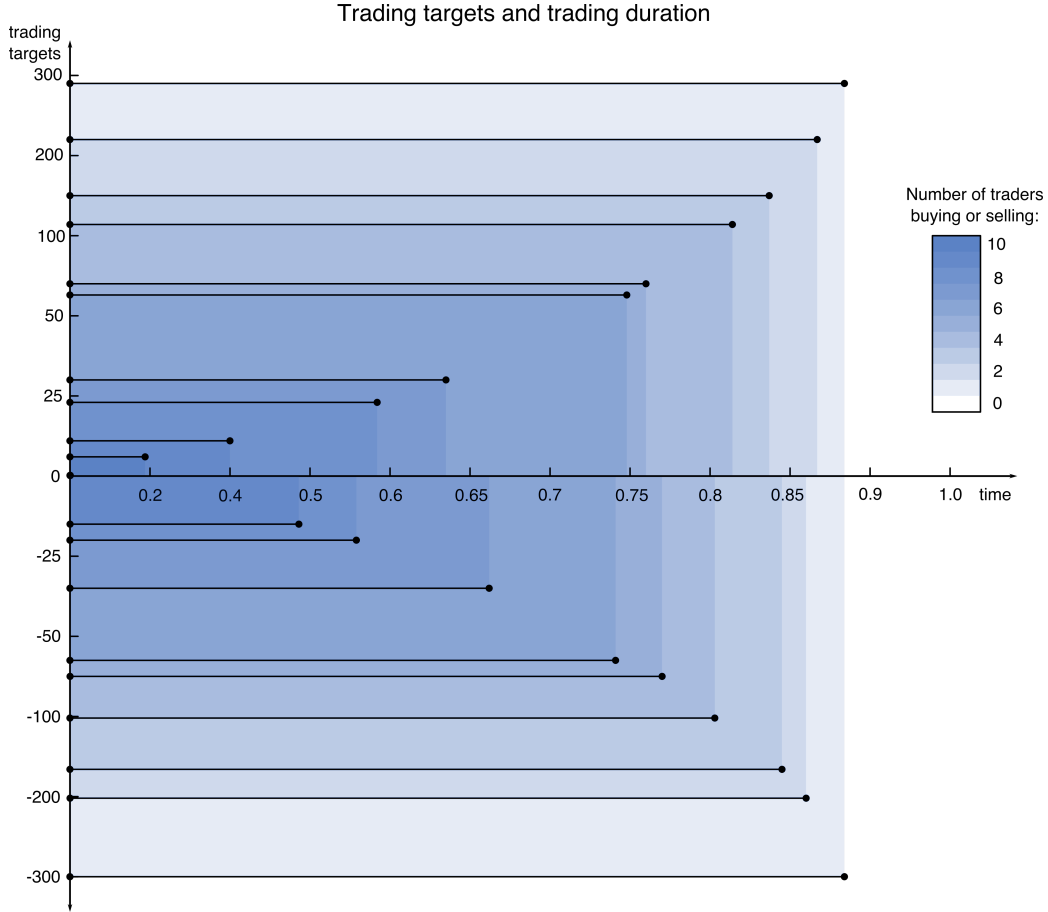 Trading targets and trading duration
trading
targets
300
200
100
50
25
0
-25
-50
-100
-200
-300
0.2 0.4 0.5 0.6 0.65 0.7 0.75 0.8 0.85 0.9 1.0 time
Number of traders
buying or selling:
10
8
6
4
2
0